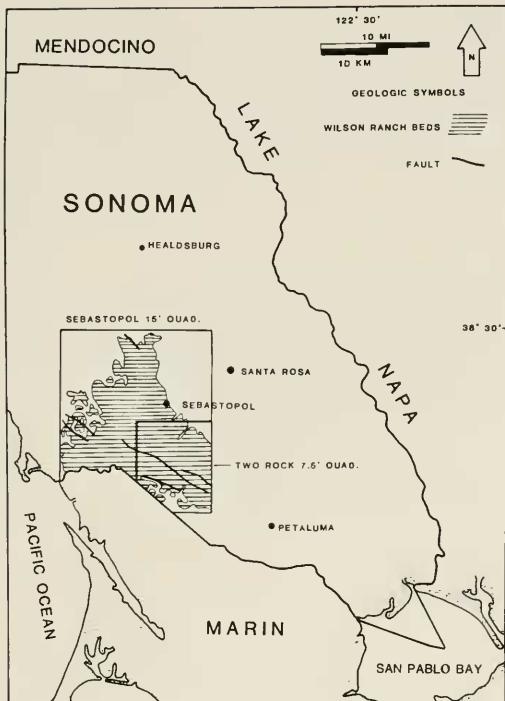 122° 30'
MENDOCINO
10 MI
10 KM
N
GEOLOGIC SYMBOLS
WILSON RANCH BEDS
FAULT
LAKE
SONOMA
HEALDSBURG
SEBASTOPOL 15' QUAD.
38° 30'
SANTA ROSA
NAPA
SEBASTOPOL
TWO ROCK 7.5' QUAD.
PETALUMA
PACIFIC OCEAN
MARIN
SAN PABLO BAY